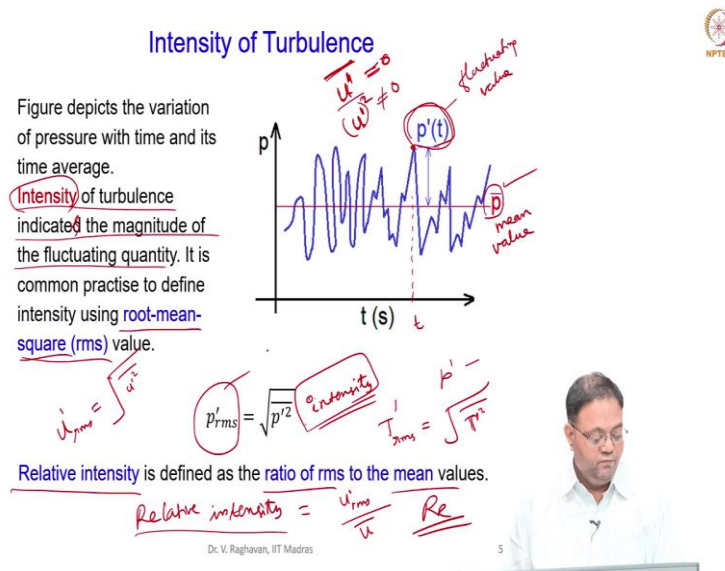 Intensity of Turbulence
NPTEL
Figure depicts the variation
of pressure with time and its
time average.
Intensity of turbulence
indicated the magnitude of
the fluctuating quantity. It is
common practise to define
intensity using root-mean-
square (rms) value.
u' = 0
(u')² ≠ 0
fluctuating
value
p'(t)
p
p̄
mean
value
t (s)
t
u'rms = √u'²
p'rms = √p'²
intensity
p' –
T'rms = √T'²
Relative intensity is defined as the ratio of rms to the mean values.
Relative intensity = u'rms / ū
Re
Dr. V. Raghavan, IIT Madras
5